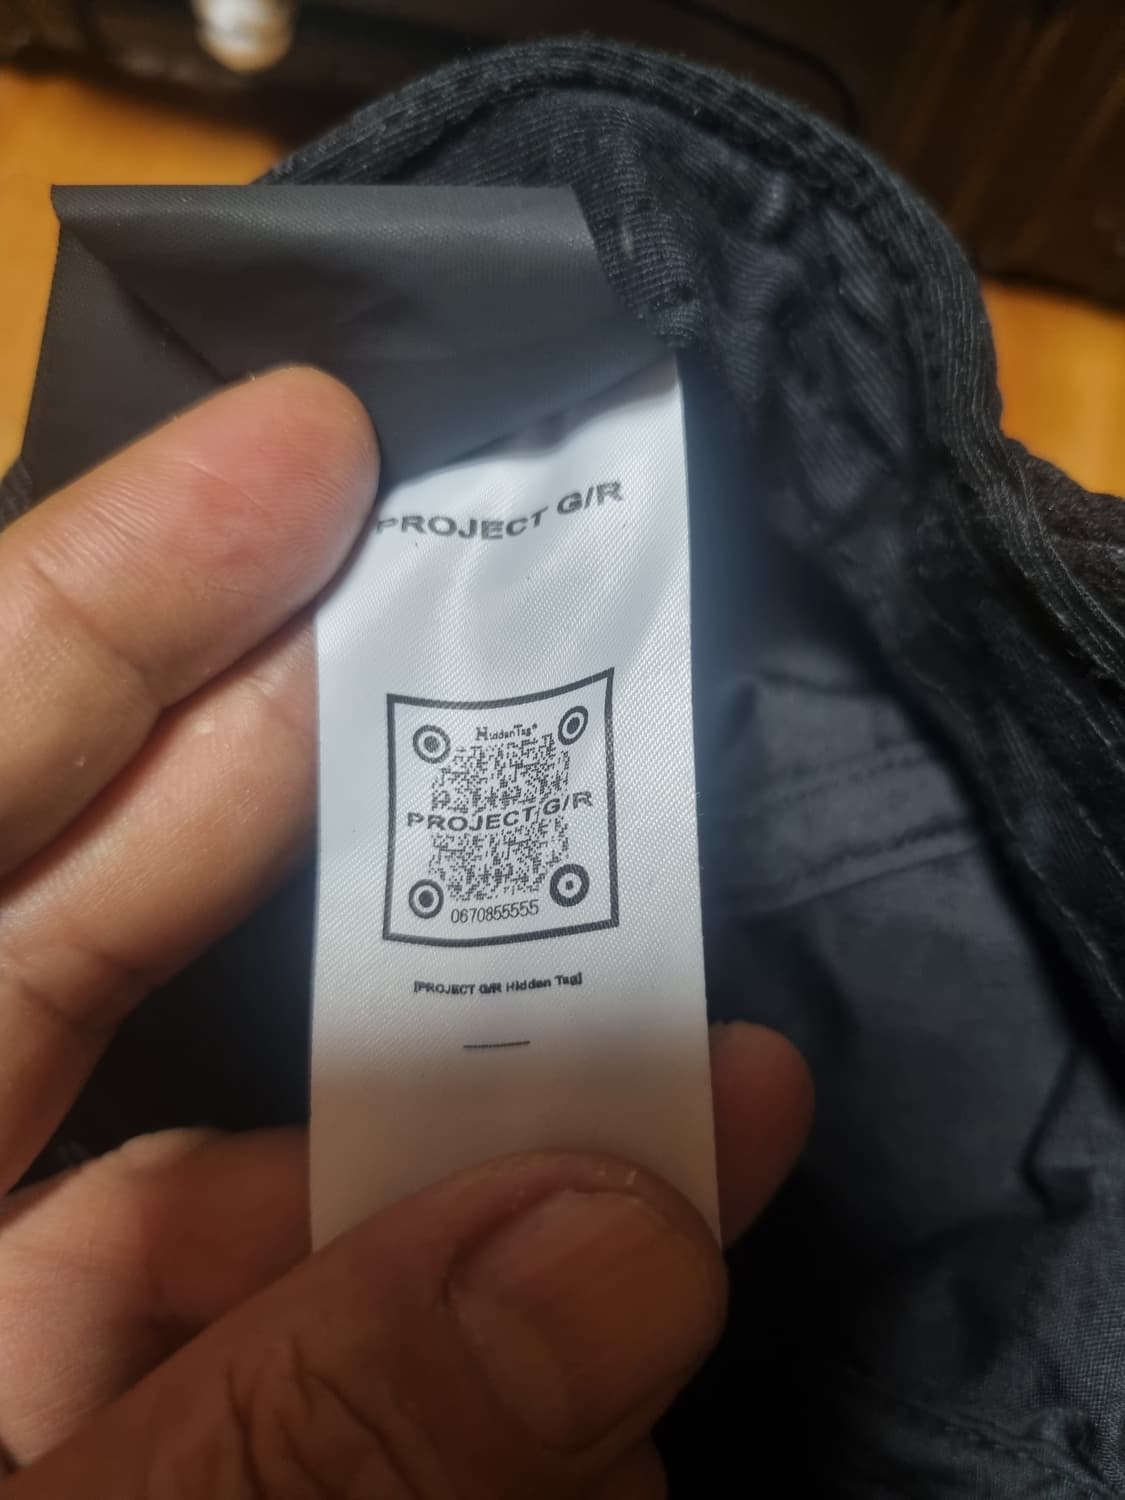 PROJECT G/R
HiddenTag®
PROJECT G/R
0670855555
[PROJECT G/R Hidden Tag]